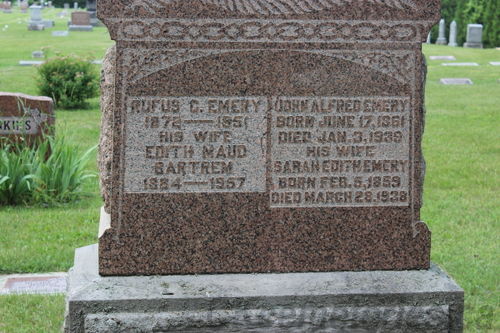 RUFUS C. EMERY
1872 — 1951
HIS WIFE
EDITH MAUD
BARTREM
1884 — 1957
JOHN ALFRED EMERY
BORN JUNE 17, 1861
DIED JAN. 3, 1939
HIS WIFE
SARAH EDITH EMERY
BORN FEB. 5, 1859
DIED MARCH 28, 1938